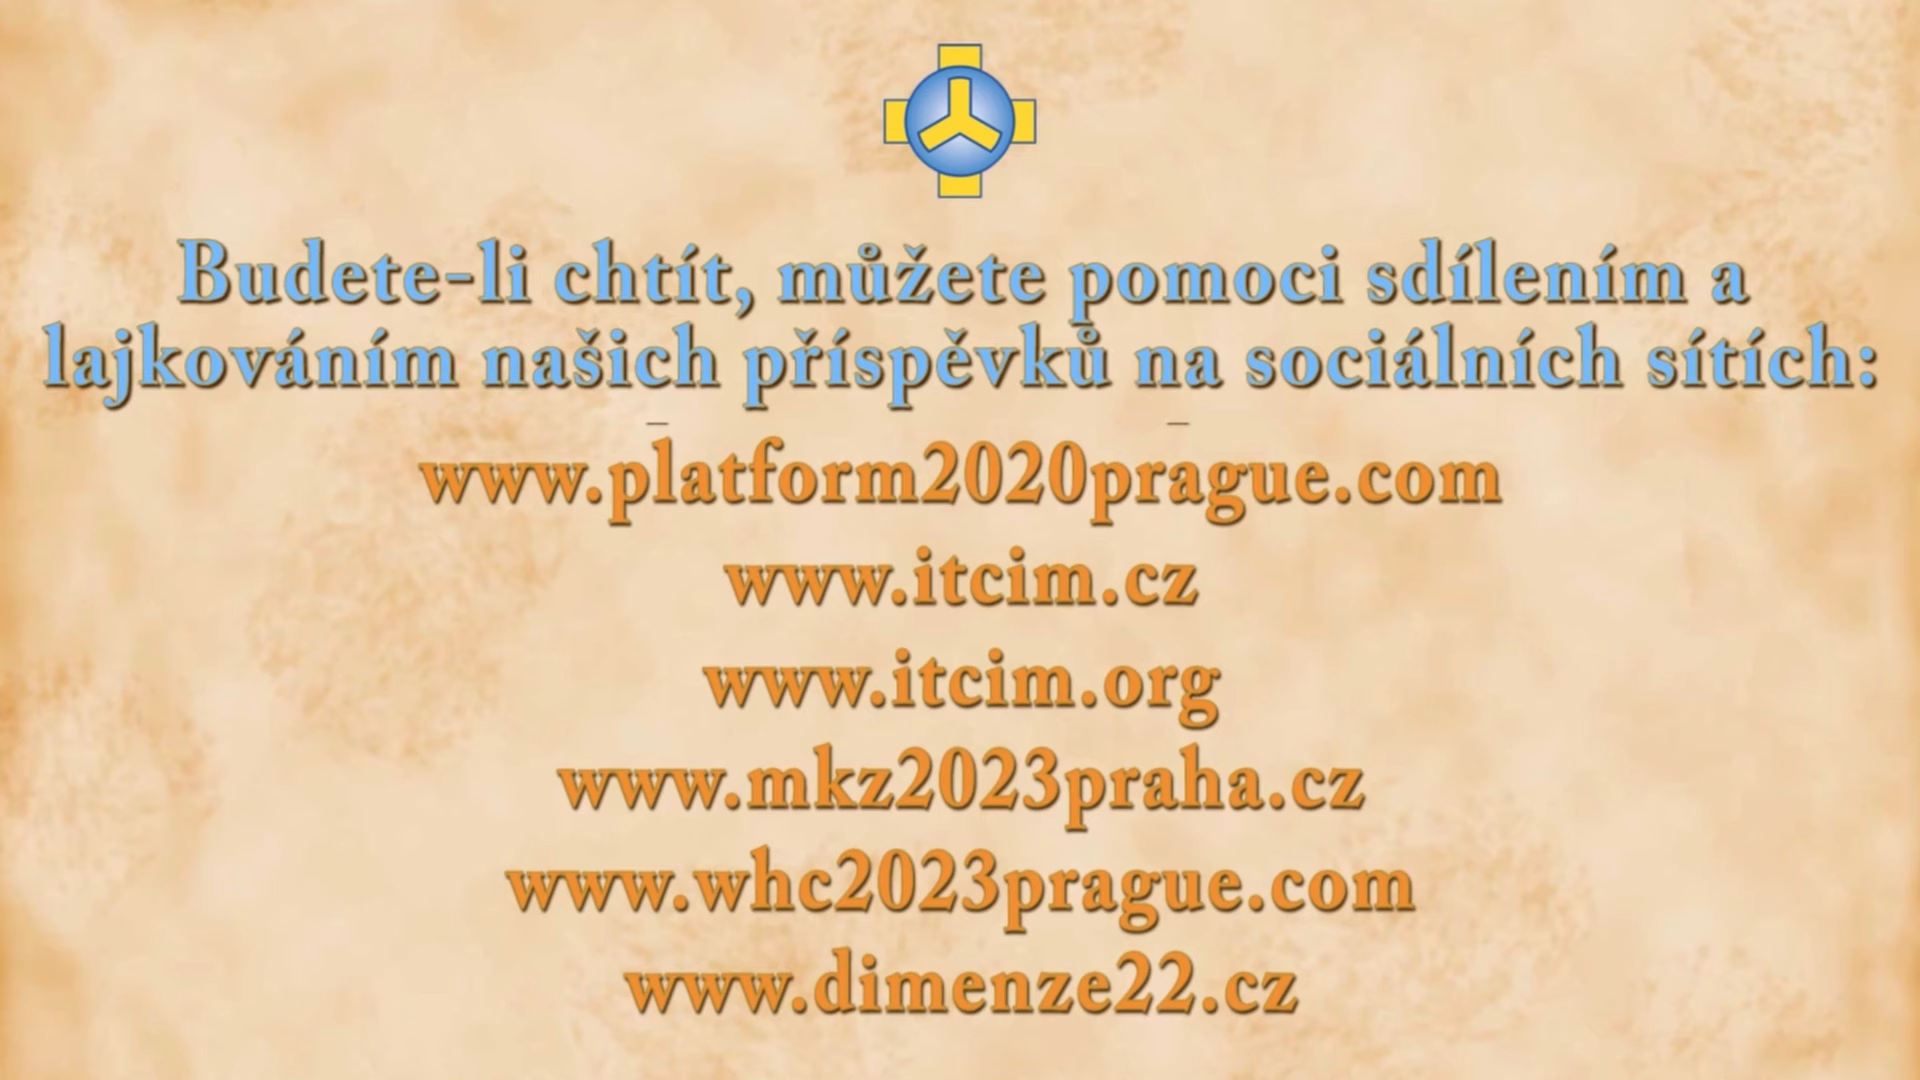 Budete-li chtít, můžete pomoci sdílením a
lajkováním našich příspěvků na sociálních sítích:
www.platform2020prague.com
www.itcim.cz
www.itcim.org
www.mkz2023praha.cz
www.whc2023prague.com
www.dimenze22.cz